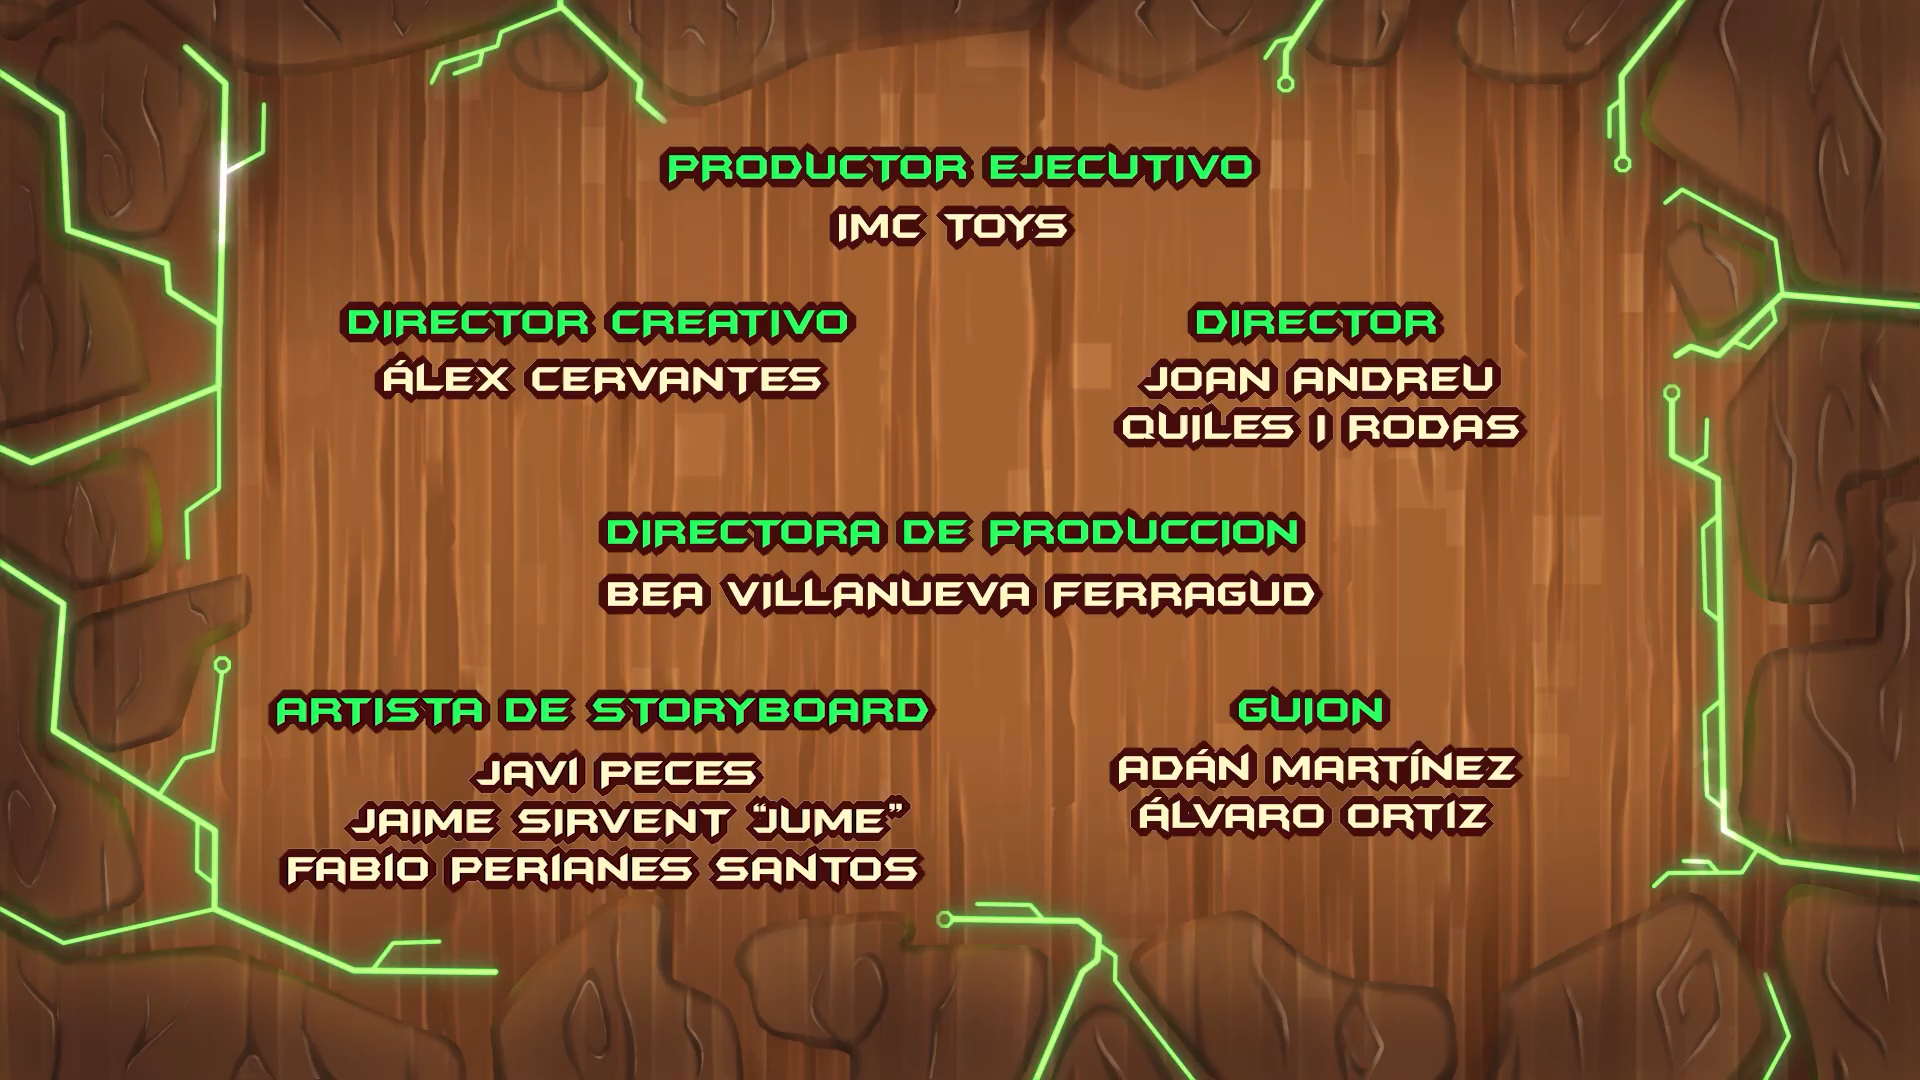 PRODUCTOR EJECUTIVO
IMC TOYS
DIRECTOR CREATIVO
ÁLEX CERVANTES
DIRECTOR
JOAN ANDREU
QUILES I RODAS
DIRECTORA DE PRODUCCION
BEA VILLANUEVA FERRAGUD
ARTISTA DE STORYBOARD
JAVI PECES
JAIME SIRVENT “JUME”
FABIO PERIANES SANTOS
GUION
ADÁN MARTÍNEZ
ÁLVARO ORTIZ